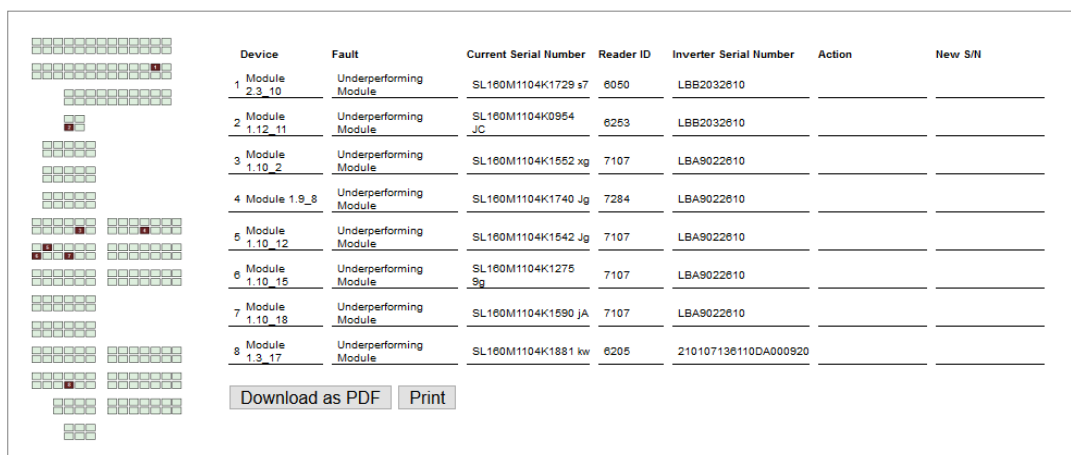 Device Fault Current Serial Number Reader ID Inverter Serial Number Action New S/N
1 Module 2.3_10 Underperforming Module SL160M1104K1729 s7 6050 LBB2032610
2 Module 1.12_11 Underperforming Module SL160M1104K0954 JC 6253 LBB2032610
3 Module 1.10_2 Underperforming Module SL160M1104K1552 xg 7107 LBA9022610
4 Module 1.9_8 Underperforming Module SL160M1104K1740 Jg 7284 LBA9022610
5 Module 1.10_12 Underperforming Module SL160M1104K1542 Jg 7107 LBA9022610
6 Module 1.10_15 Underperforming Module SL160M1104K1275 9g 7107 LBA9022610
7 Module 1.10_18 Underperforming Module SL160M1104K1590 jA 7107 LBA9022610
8 Module 1.3_17 Underperforming Module SL160M1104K1881 kw 6205 210107136110DA000920
Download as PDF Print